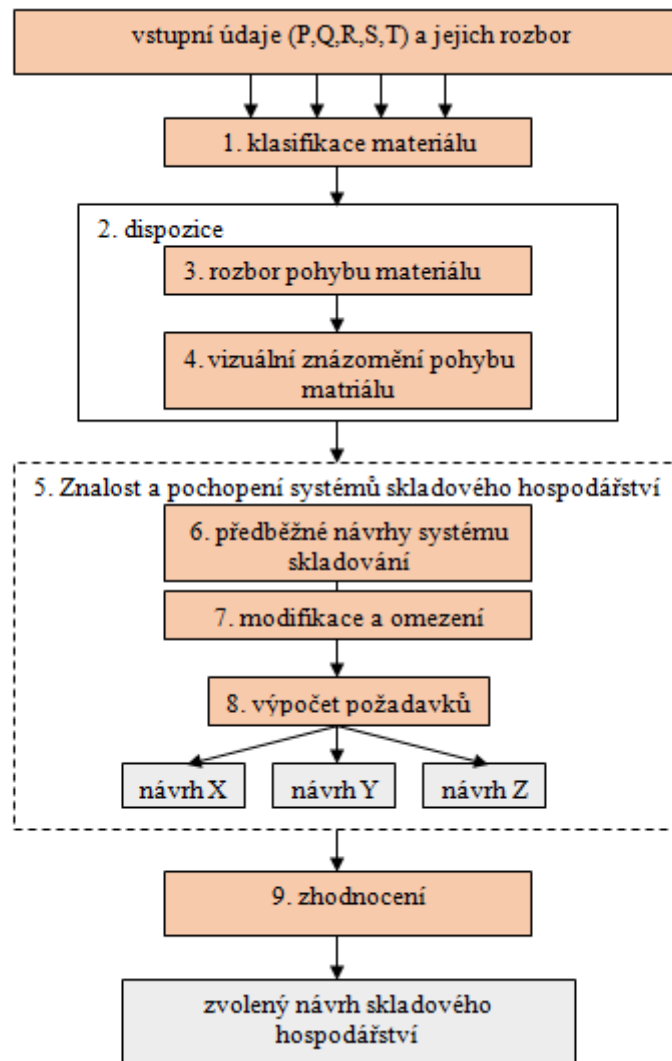 vstupní údaje (P,Q,R,S,T) a jejich rozbor
1. klasifikace materiálu
2. dispozice
3. rozbor pohybu materiálu
4. vizuální znázomění pohybu
matriálu
5. Znalost a pochopení systémů skladového hospodářství
6. předběžné návrhy systému
skladování
7. modifikace a omezení
8. výpočet požadavků
návrh X
návrh Y
návrh Z
9. zhodnocení
zvolený návrh skladového
hospodářství